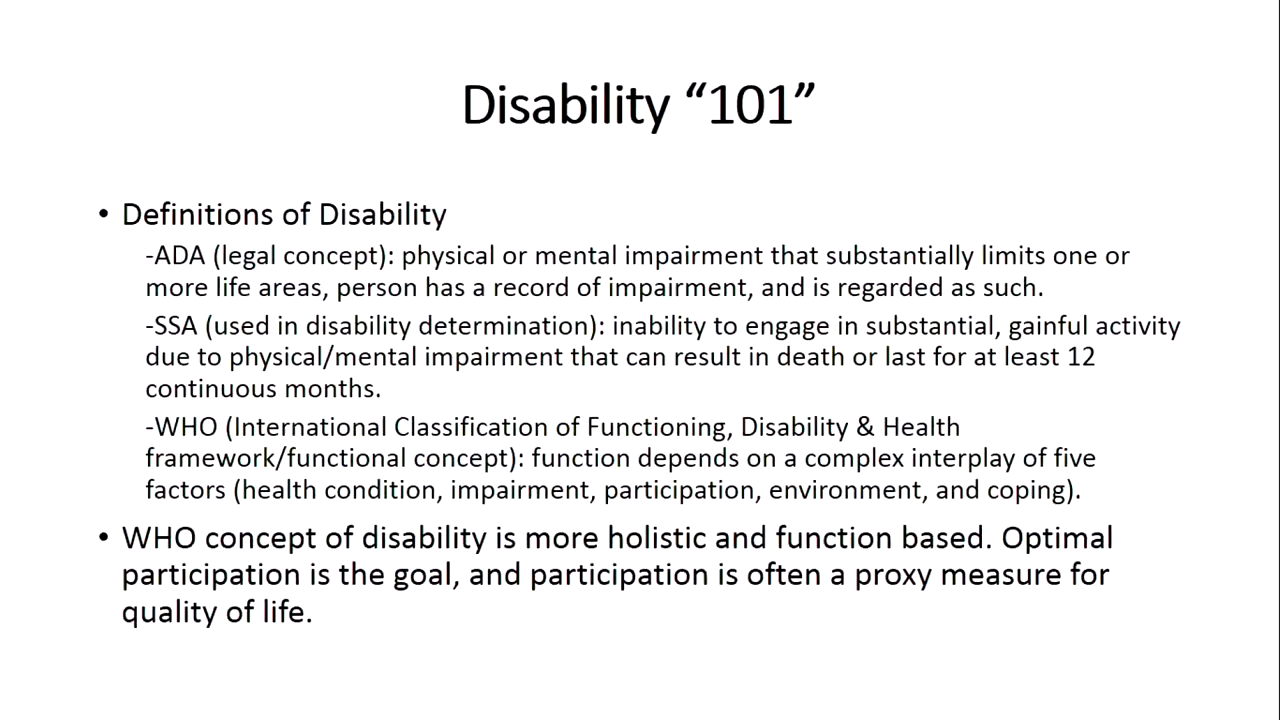 Disability “101”
• Definitions of Disability
-ADA (legal concept): physical or mental impairment that substantially limits one or
more life areas, person has a record of impairment, and is regarded as such.
-SSA (used in disability determination): inability to engage in substantial, gainful activity
due to physical/mental impairment that can result in death or last for at least 12
continuous months.
-WHO (International Classification of Functioning, Disability & Health
framework/functional concept): function depends on a complex interplay of five
factors (health condition, impairment, participation, environment, and coping).
• WHO concept of disability is more holistic and function based. Optimal
participation is the goal, and participation is often a proxy measure for
quality of life.